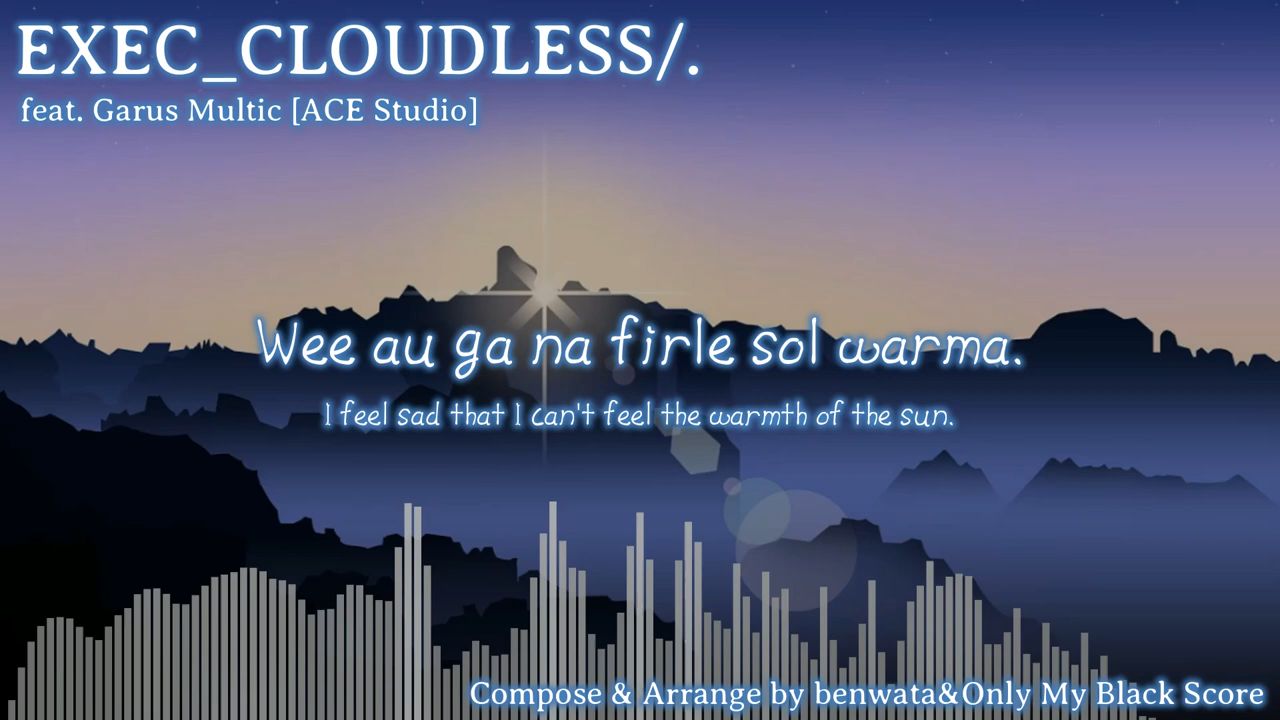 EXEC_CLOUDLESS/.
feat. Garus Multic [ACE Studio]
Wee au ga na firle sol warma.
I feel sad that I can't feel the warmth of the sun.
Compose & Arrange by benwata&Only My Black Score